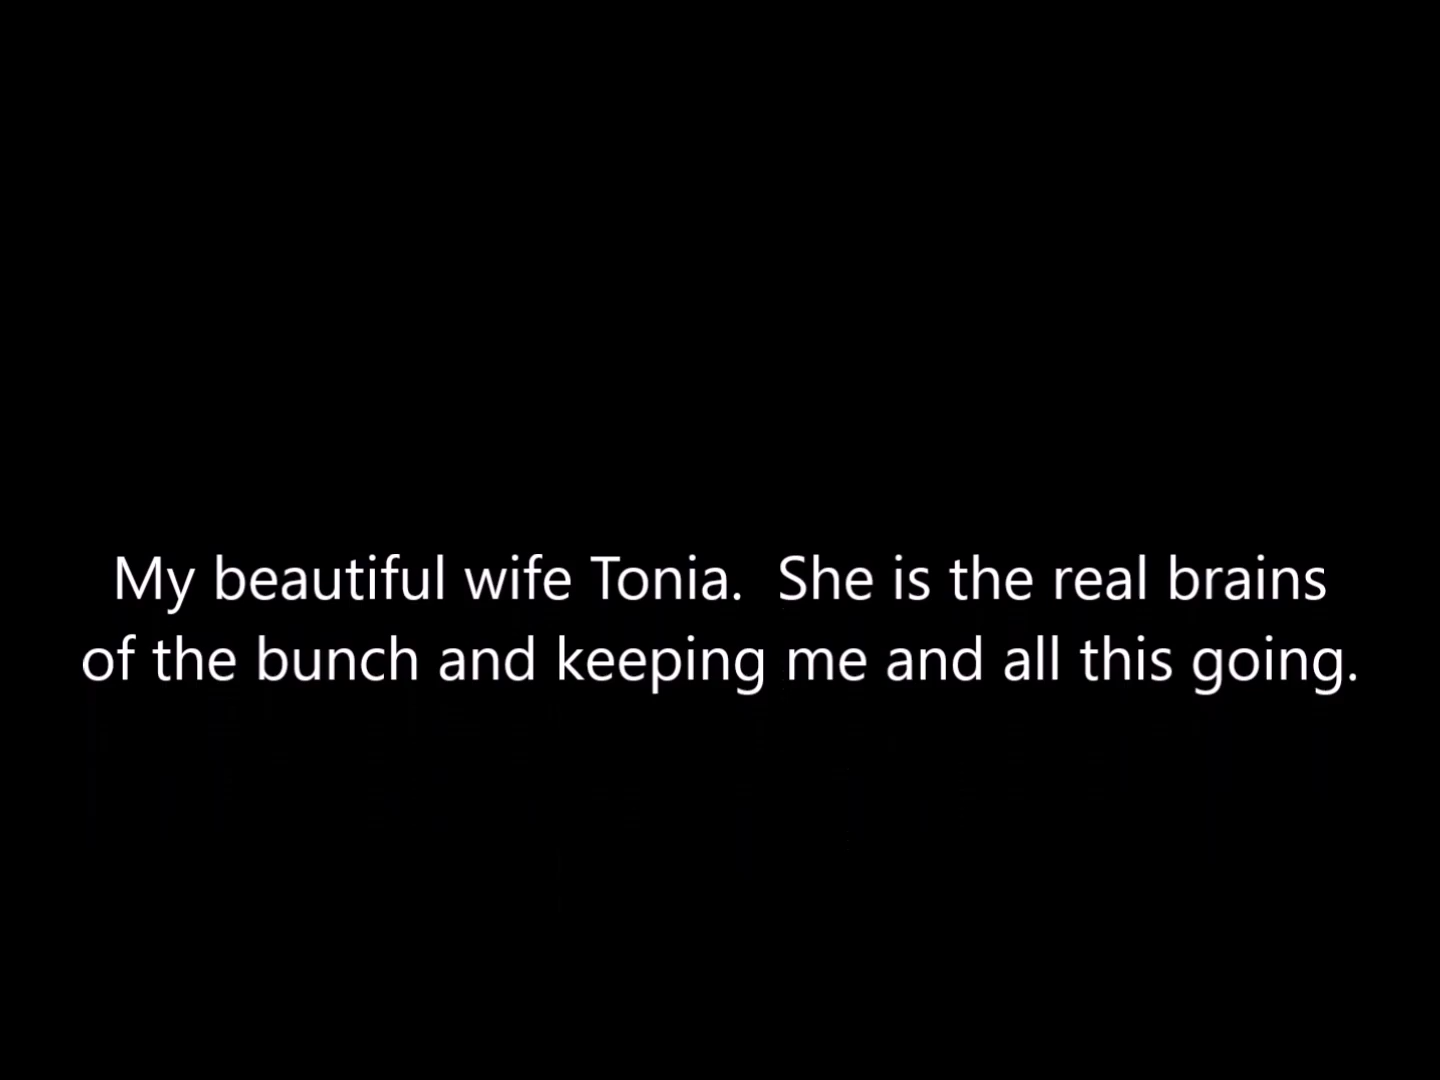 My beautiful wife Tonia.  She is the real brains
of the bunch and keeping me and all this going.